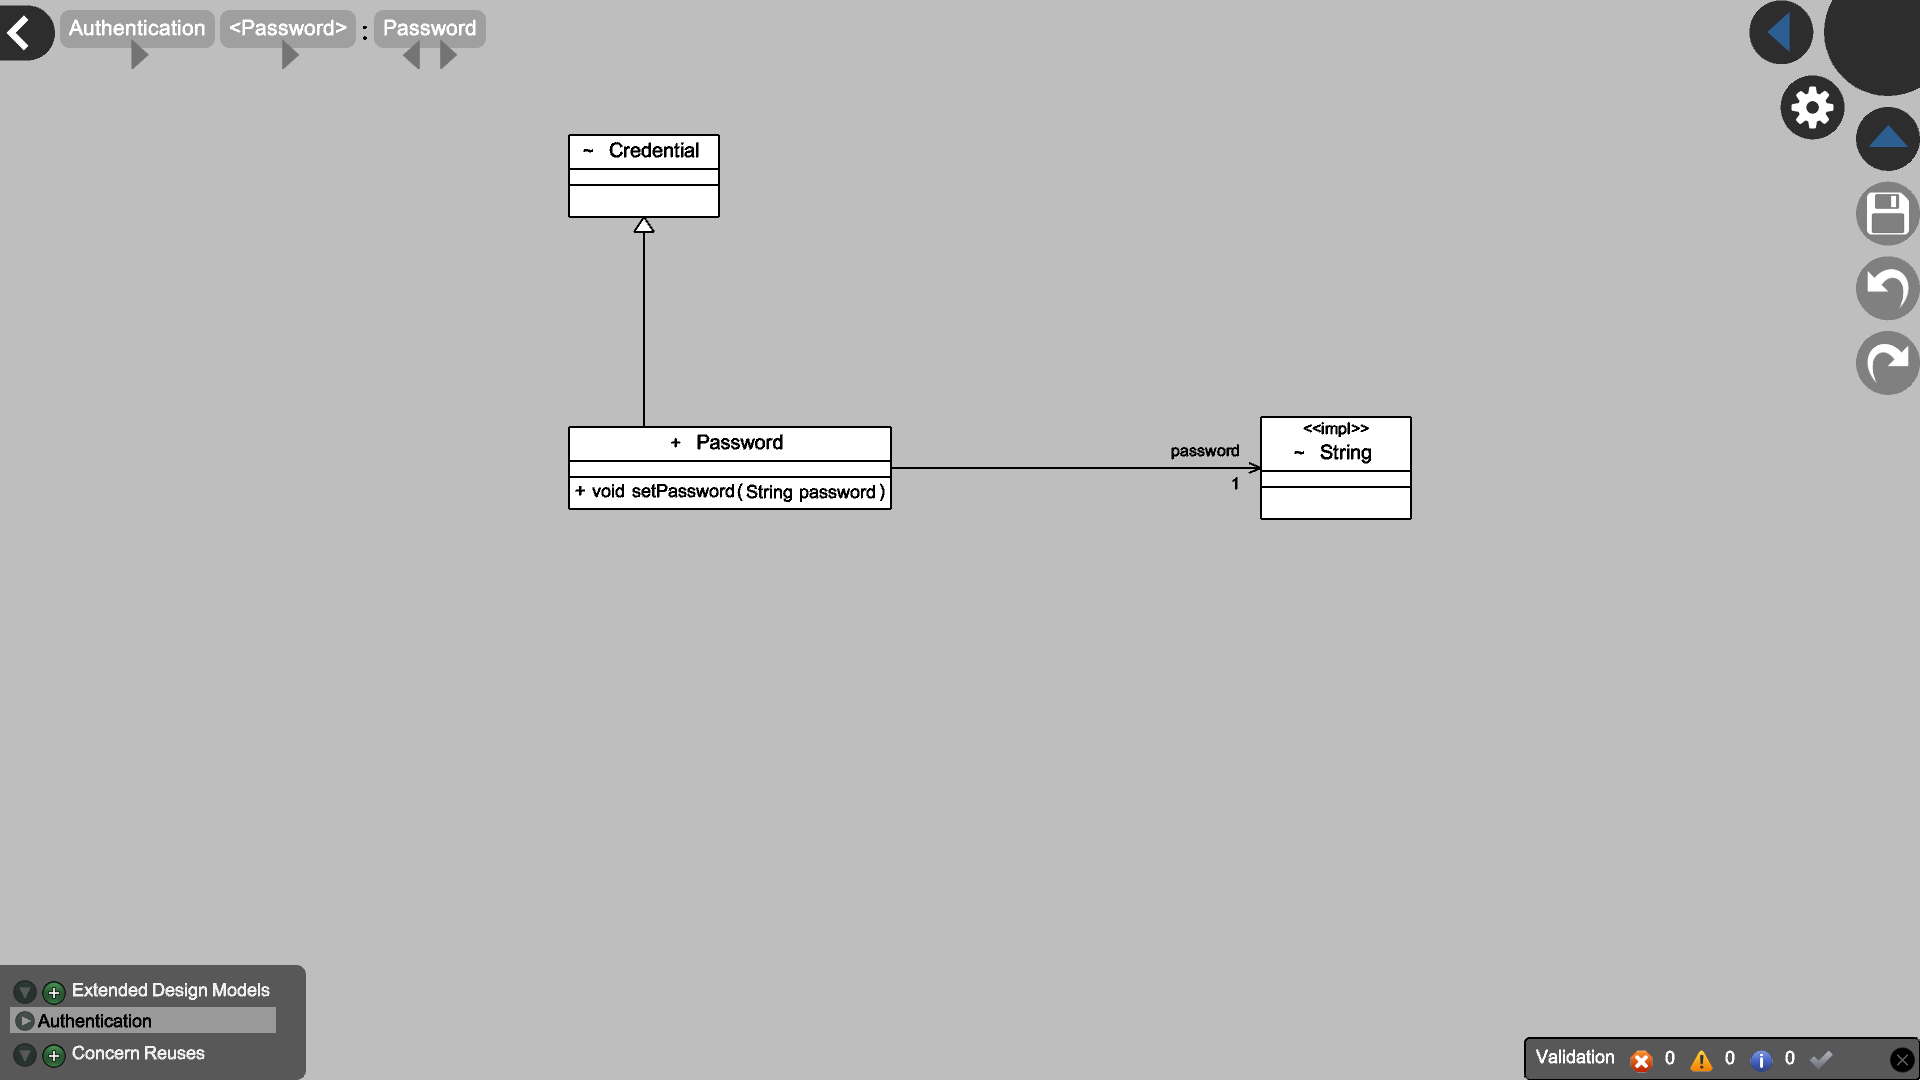 Authentication <Password> : Password
~ Credential
+ Password
+ void setPassword(String password)
password
1
<<impl>>
~ String
Extended Design Models
Authentication
Concern Reuses
Validation 0 0 0